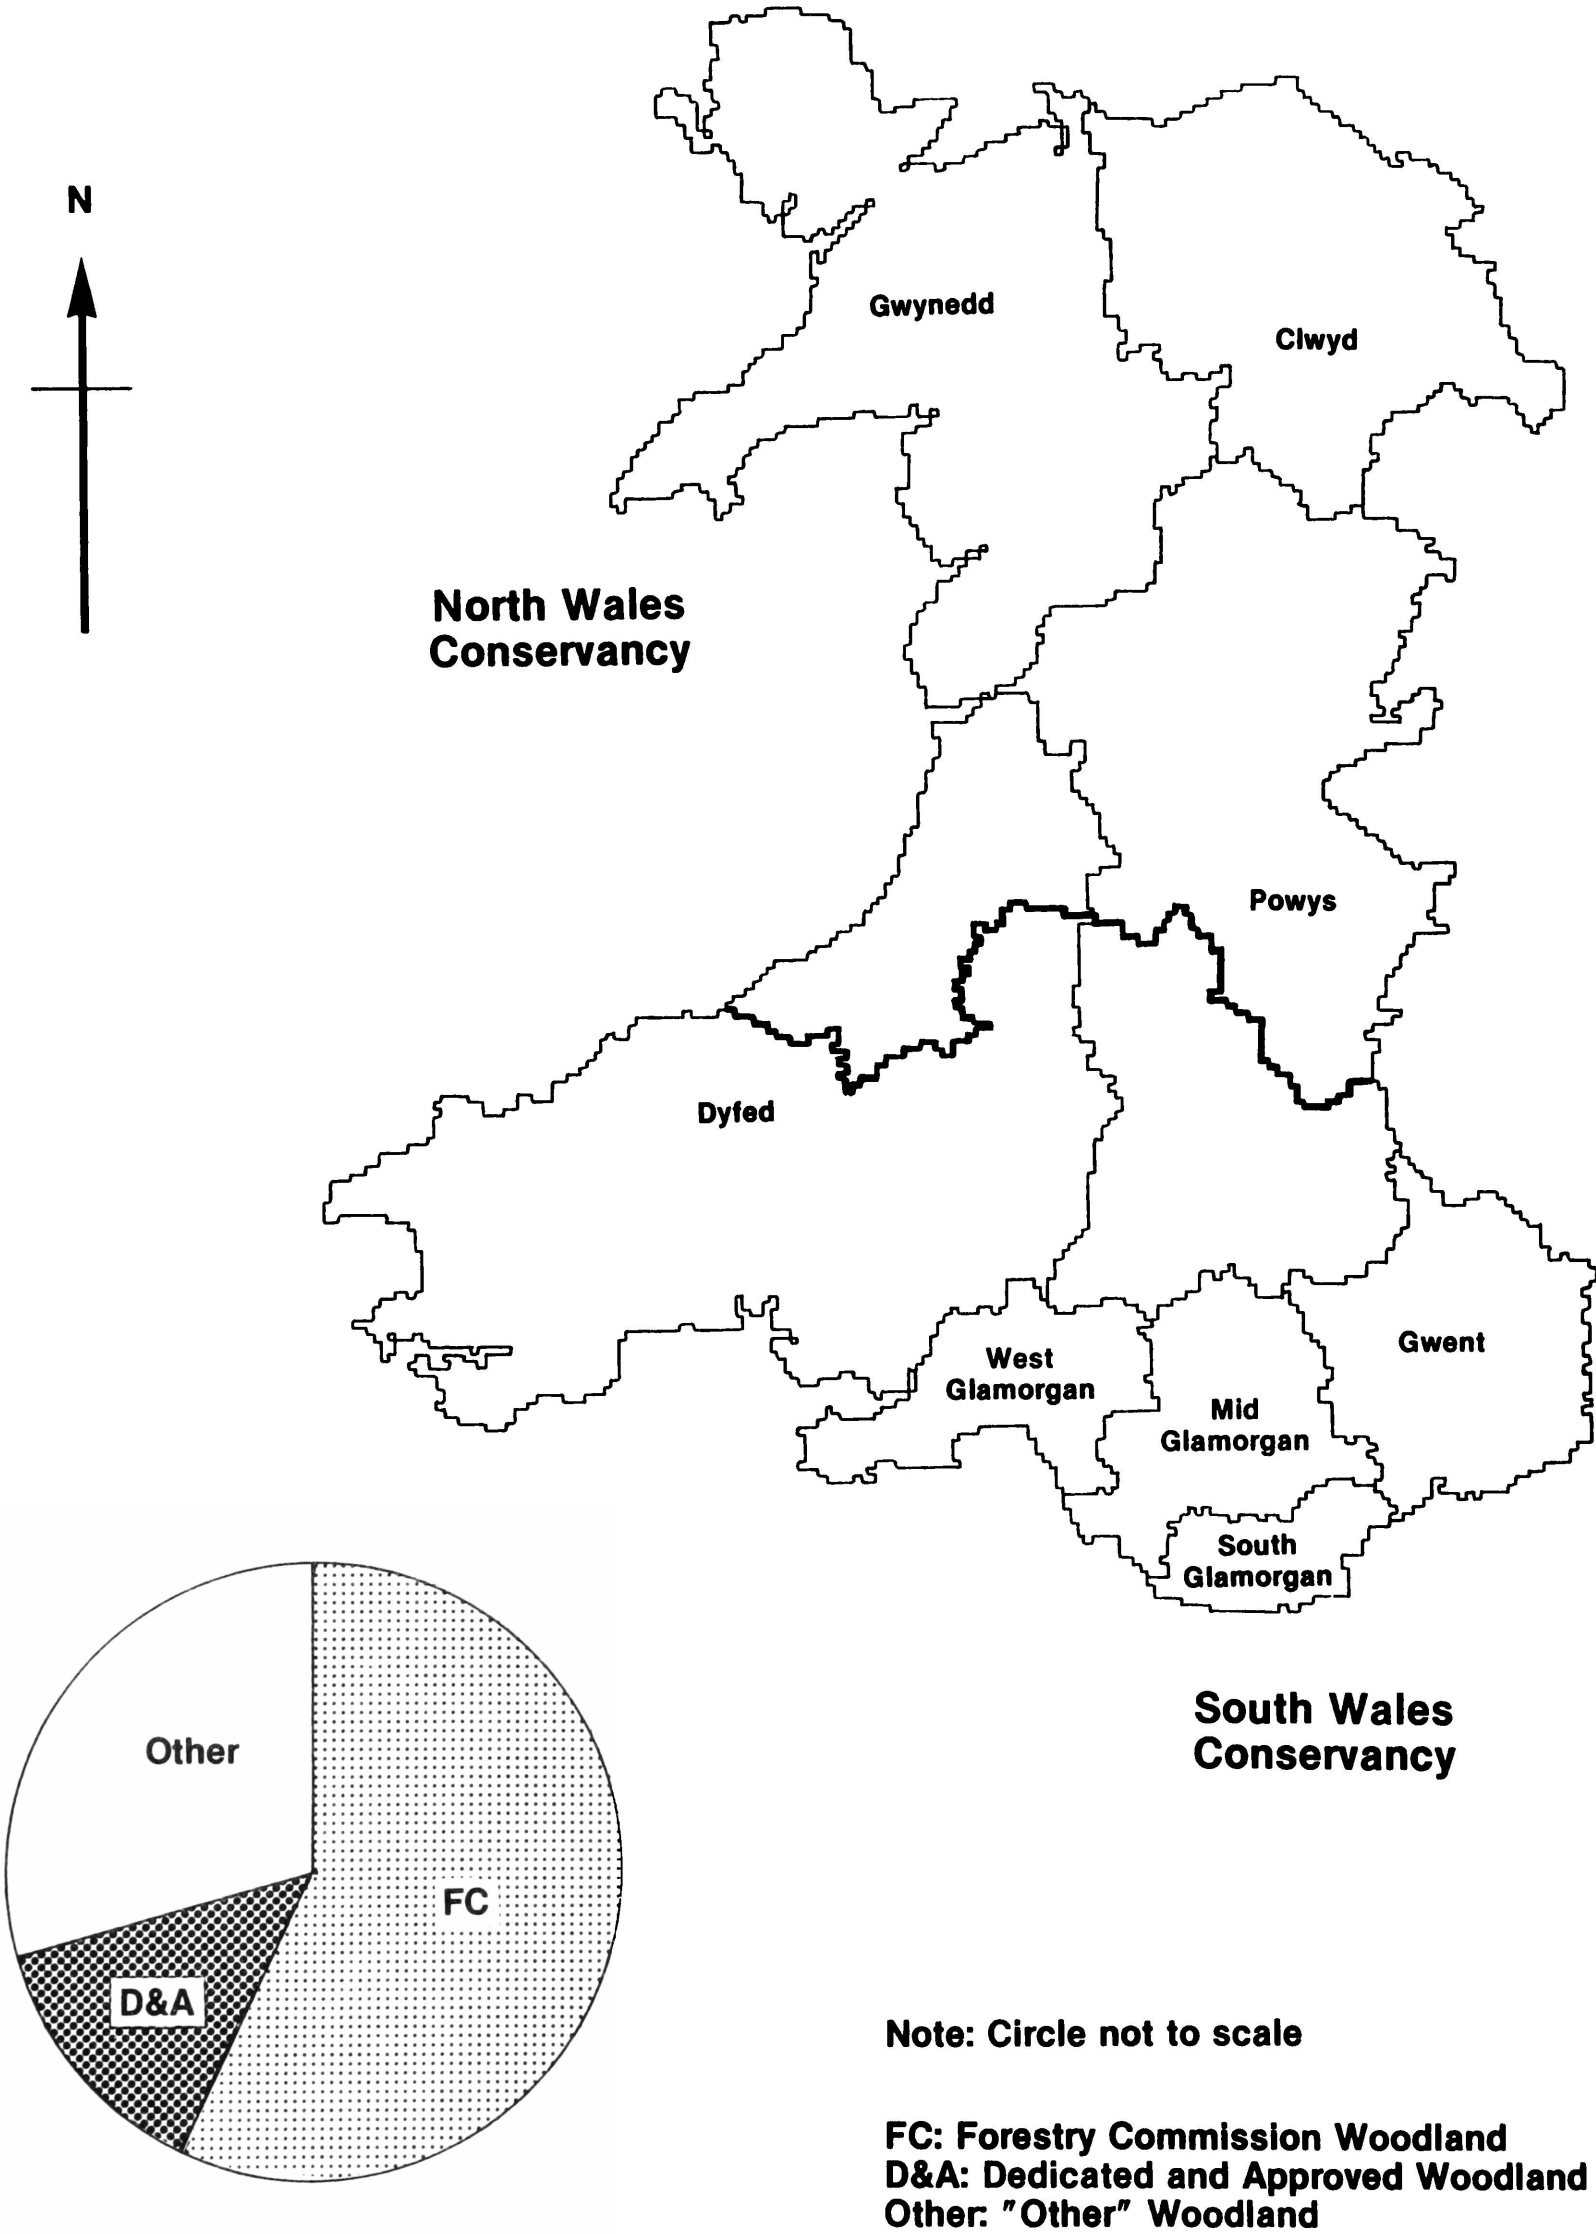 N
Gwynedd
Clwyd
North Wales
Conservancy
Powys
Dyfed
Gwent
West
Glamorgan
Mid
Glamorgan
South
Glamorgan
South Wales
Conservancy
Other
FC
D&A
Note: Circle not to scale
FC: Forestry Commission Woodland
D&A: Dedicated and Approved Woodland
Other: "Other" Woodland